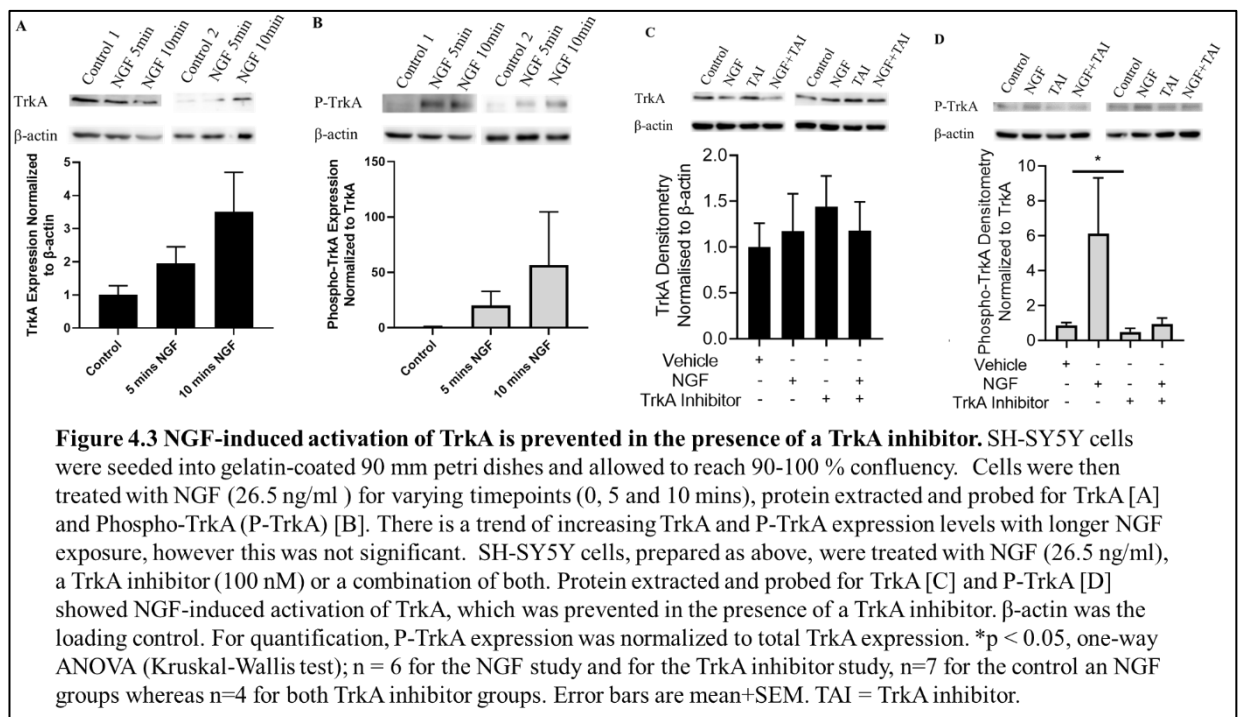 A
Control 1
NGF 5min
NGF 10min
Control 2
NGF 5min
NGF 10min
TrkA
β-actin
TrkA Expression Normalized
to β-actin
5
4
3
2
1
0
Control
5 mins NGF
10 mins NGF
B
Control 1
NGF 5min
NGF 10min
Control 2
NGF 5min
NGF 10min
P-TrkA
β-actin
Phospho-TrkA Expression
Normalized to TrkA
150
100
50
0
Control
5 mins NGF
10 mins NGF
C
Control
NGF
TAI
NGF+TAI
Control
NGF
TAI
NGF+TAI
TrkA
β-actin
TrkA Densitometry
Normalised to β-actin
2.0
1.5
1.0
0.5
0.0
Vehicle + - - -
NGF - + - +
TrkA Inhibitor - - + +
D
Control
NGF
TAI
NGF+TAI
Control
NGF
TAI
NGF+TAI
P-TrkA
β-actin
Phospho-TrkA Densitometry
Normalized to TrkA
10
8
6
4
2
0
*
Vehicle + - - -
NGF - + - +
TrkA Inhibitor - - + +
Figure 4.3 NGF-induced activation of TrkA is prevented in the presence of a TrkA inhibitor. SH-SY5Y cells
were seeded into gelatin-coated 90 mm petri dishes and allowed to reach 90-100 % confluency. Cells were then
treated with NGF (26.5 ng/ml ) for varying timepoints (0, 5 and 10 mins), protein extracted and probed for TrkA [A]
and Phospho-TrkA (P-TrkA) [B]. There is a trend of increasing TrkA and P-TrkA expression levels with longer NGF
exposure, however this was not significant. SH-SY5Y cells, prepared as above, were treated with NGF (26.5 ng/ml),
a TrkA inhibitor (100 nM) or a combination of both. Protein extracted and probed for TrkA [C] and P-TrkA [D]
showed NGF-induced activation of TrkA, which was prevented in the presence of a TrkA inhibitor. β-actin was the
loading control. For quantification, P-TrkA expression was normalized to total TrkA expression. *p < 0.05, one-way
ANOVA (Kruskal-Wallis test); n = 6 for the NGF study and for the TrkA inhibitor study, n=7 for the control an NGF
groups whereas n=4 for both TrkA inhibitor groups. Error bars are mean+SEM. TAI = TrkA inhibitor.